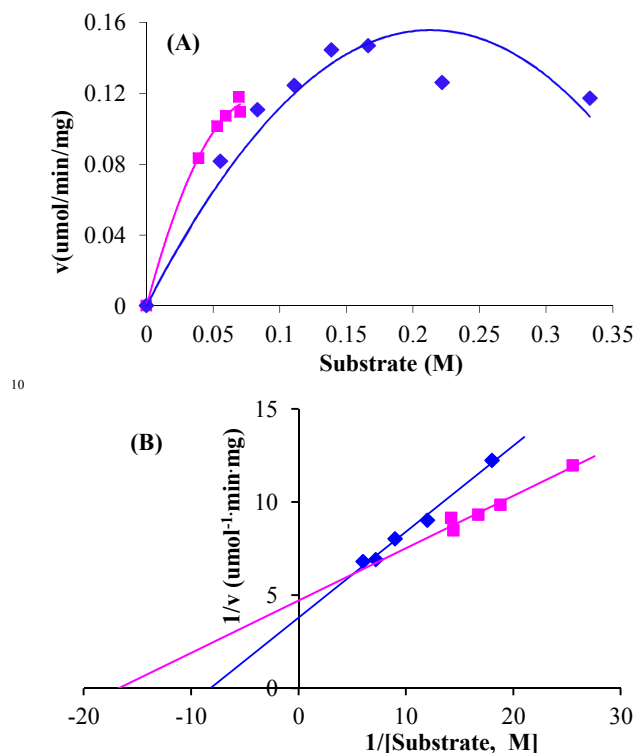 (A)
v(umol/min/mg)
0.16
0.12
0.08
0.04
0
0 0.05 0.1 0.15 0.2 0.25 0.3 0.35
Substrate (M)
10
(B)
1/v (umol⁻¹·min·mg)
15
10
5
0
-20 -10 0 10 20 30
1/[Substrate, M]